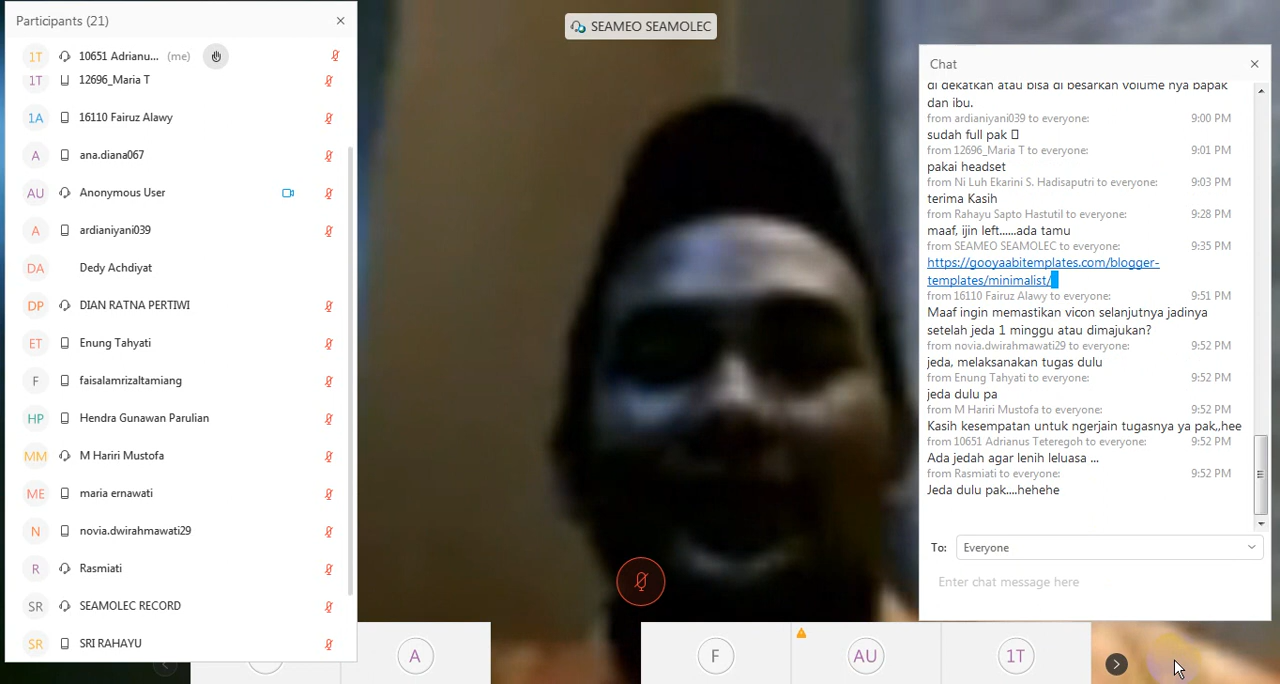 Participants (21)
1T 10651 Adrianu... (me)
1T 12696_Maria T
1A 16110 Fairuz Alawy
A ana.diana067
AU Anonymous User
A ardianiyani039
DA Dedy Achdiyat
DP DIAN RATNA PERTIWI
ET Enung Tahyati
F faisalamrizaltamiang
HP Hendra Gunawan Parulian
MM M Hariri Mustofa
ME maria ernawati
N novia.dwirahmawati29
R Rasmiati
SR SEAMOLEC RECORD
SR SRI RAHAYU
SEAMEO SEAMOLEC
A
F
AU
1T
Chat
di dekatkan atau bisa di besarkan volume nya bapak
dan ibu.
from ardianiyani039 to everyone: 9:00 PM
sudah full pak
from 12696_Maria T to everyone: 9:01 PM
pakai headset
from Ni Luh Ekarini S. Hadisaputri to everyone: 9:03 PM
terima Kasih
from Rahayu Sapto Hastutil to everyone: 9:28 PM
maaf, ijin left......ada tamu
from SEAMEO SEAMOLEC to everyone: 9:35 PM
https://gooyaabitemplates.com/blogger-
templates/minimalist/
from 16110 Fairuz Alawy to everyone: 9:51 PM
Maaf ingin memastikan vicon selanjutnya jadinya
setelah jeda 1 minggu atau dimajukan?
from novia.dwirahmawati29 to everyone: 9:52 PM
jeda, melaksanakan tugas dulu
from Enung Tahyati to everyone: 9:52 PM
jeda dulu pa
from M Hariri Mustofa to everyone: 9:52 PM
Kasih kesempatan untuk ngerjain tugasnya ya pak,,hee
from 10651 Adrianus Teteregoh to everyone: 9:52 PM
Ada jedah agar lenih leluasa ...
from Rasmiati to everyone: 9:52 PM
Jeda dulu pak....hehehe
To: Everyone
Enter chat message here